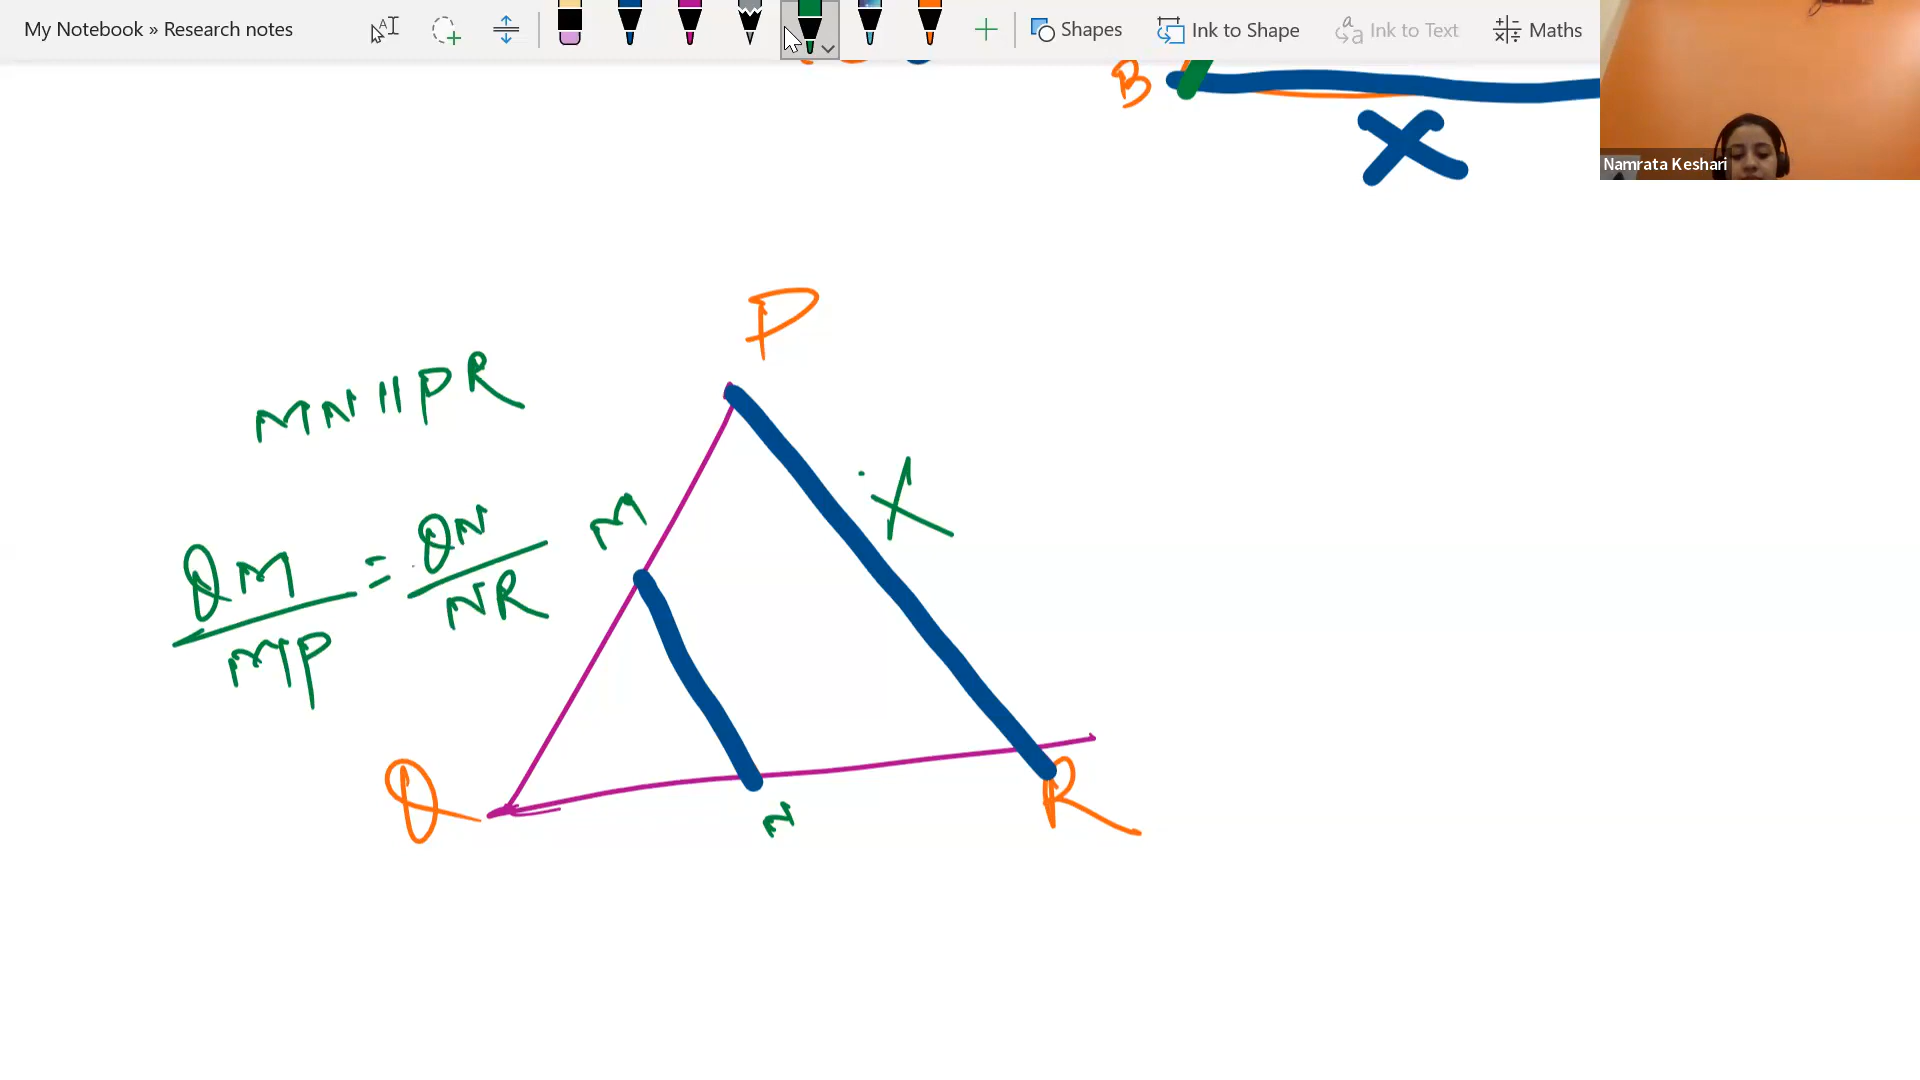 My Notebook » Research notes
Shapes
Ink to Shape
Ink to Text
Maths
Namrata Keshari
B
X
P
MN || PR
M
X
QM/MP = QN/NR
Q
N
R